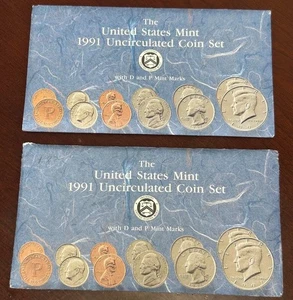 The
United States Mint
1991 Uncirculated Coin Set
with D and P Mint Marks
P
The
United States Mint
1991 Uncirculated Coin Set
with D and P Mint Marks
P